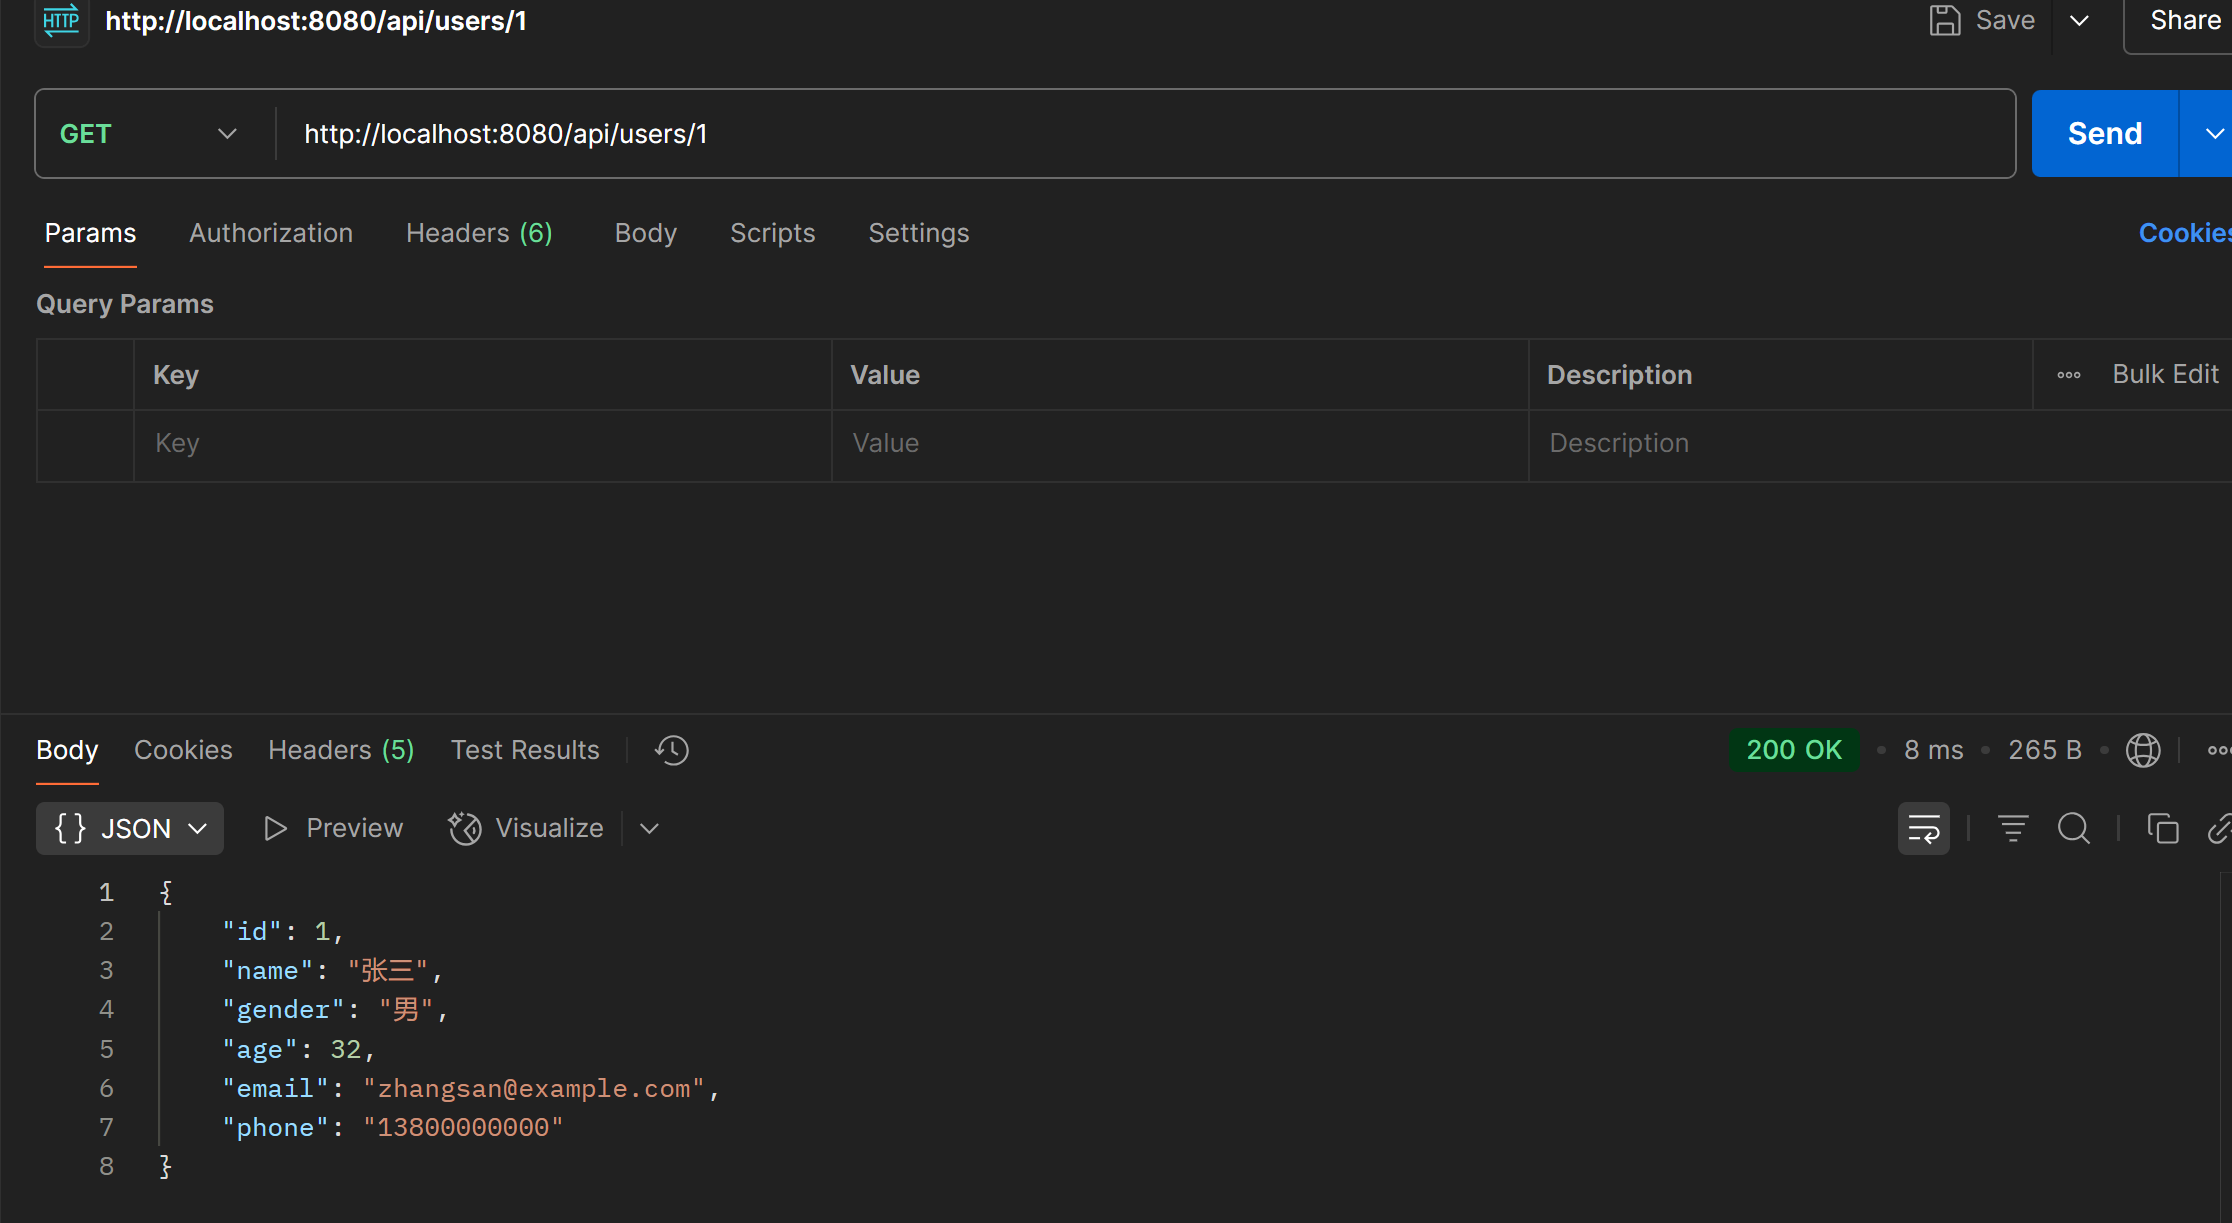 HTTP http://localhost:8080/api/users/1 Save Share
GET http://localhost:8080/api/users/1 Send
Params Authorization Headers (6) Body Scripts Settings Cookies
Query Params
Key Value Description Bulk Edit
Key Value Description
Body Cookies Headers (5) Test Results 200 OK • 8 ms • 265 B •
{} JSON Preview Visualize
1 {
2 "id": 1,
3 "name": "张三",
4 "gender": "男",
5 "age": 32,
6 "email": "zhangsan@example.com",
7 "phone": "13800000000"
8 }